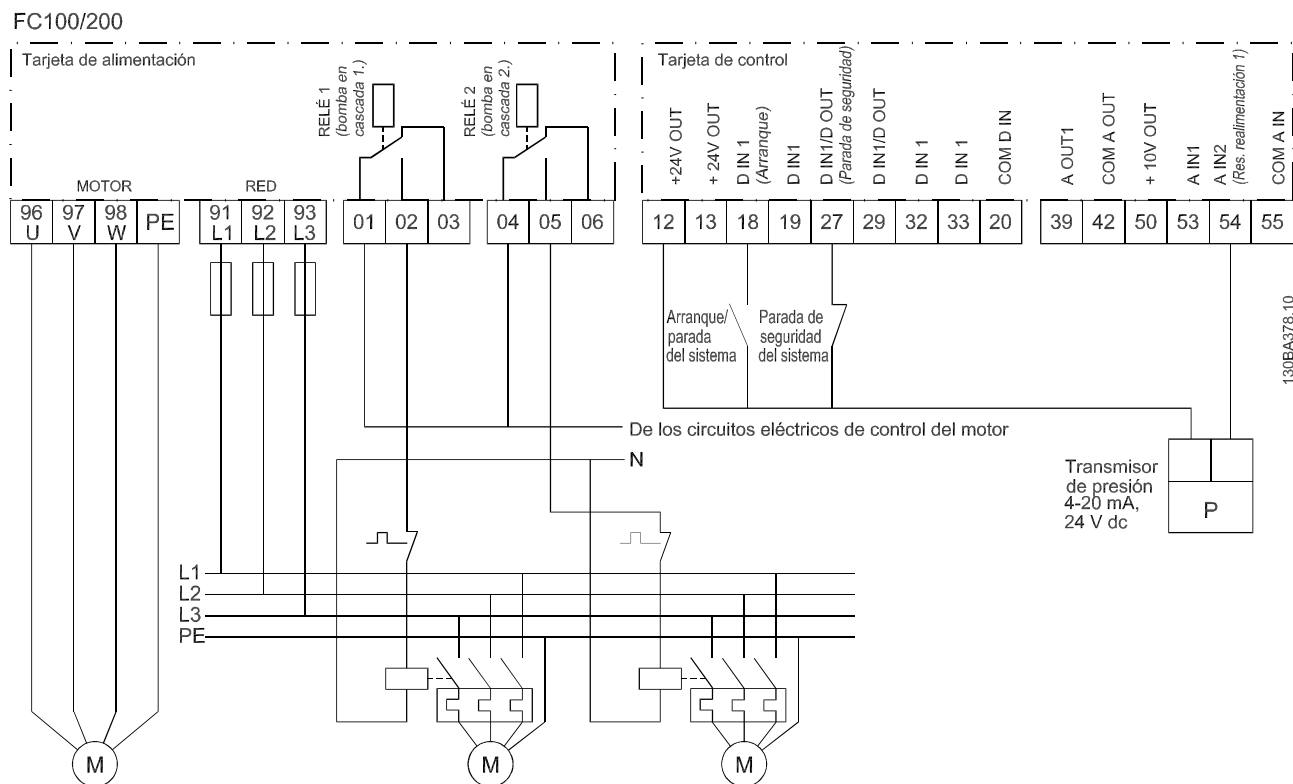 FC100/200
Tarjeta de alimentación
RELÉ 1
(bomba en
cascada 1.)
RELÉ 2
(bomba en
cascada 2.)
MOTOR
RED
96
U
97
V
98
W
PE
91
L1
92
L2
93
L3
01
02
03
04
05
06
Tarjeta de control
+24V OUT
+ 24V OUT
D IN 1
(Arranque)
D IN1
D IN1/D OUT
(Parada de seguridad)
D IN1/D OUT
D IN 1
D IN 1
COM D IN
A OUT1
COM A OUT
+ 10V OUT
A IN1
A IN2
(Res. realimentación 1)
COM A IN
12
13
18
19
27
29
32
33
20
39
42
50
53
54
55
130BA378.10
Arranque/
parada
del sistema
Parada de
seguridad
del sistema
De los circuitos eléctricos de control del motor
N
Transmisor
de presión
4-20 mA,
24 V dc
P
L1
L2
L3
PE
M
M
M